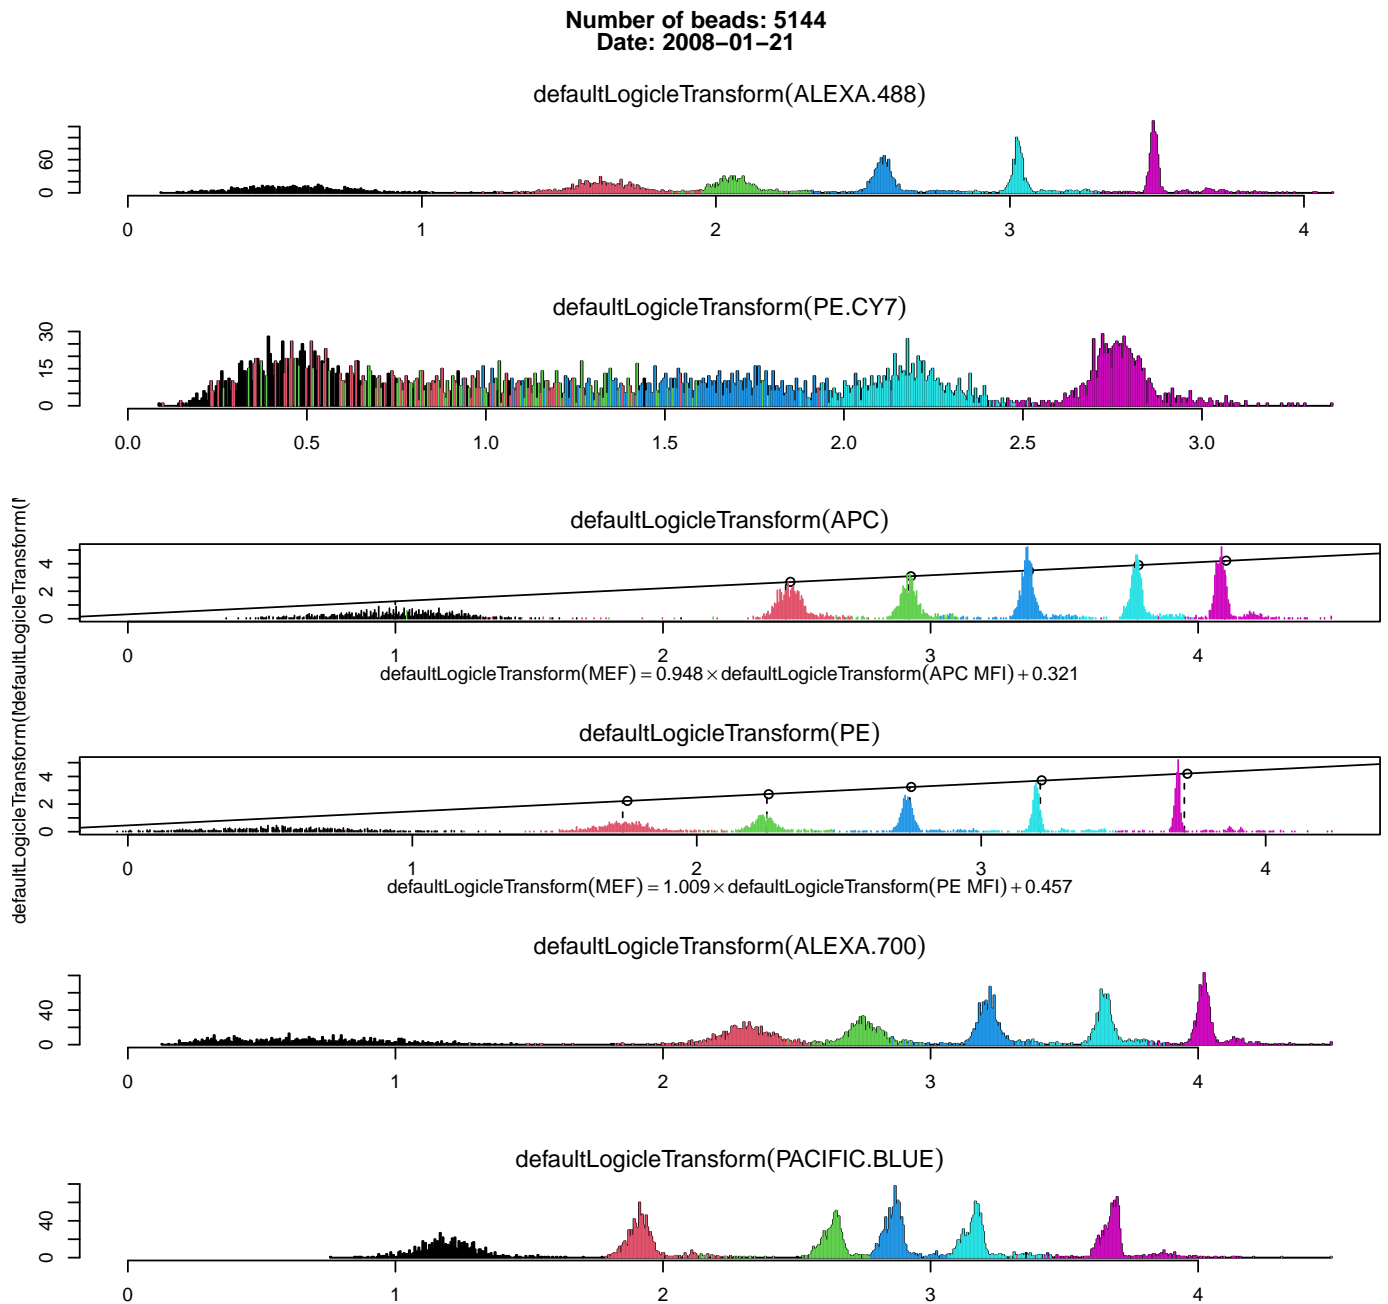 Number of beads: 5144
Date: 2008−01−21
defaultLogicleTransform(ALEXA.488)
0 60
0 1 2 3 4
defaultLogicleTransform(PE.CY7)
0 15 30
0.0 0.5 1.0 1.5 2.0 2.5 3.0
defaultLogicleTransform(APC)
defaultLogicleTransform(
0 2 4
0 1 2 3 4
defaultLogicleTransform(MEF) = 0.948 × defaultLogicleTransform(APC MFI) + 0.321
defaultLogicleTransform(PE)
defaultLogicleTransform(
0 2 4
0 1 2 3 4
defaultLogicleTransform(MEF) = 1.009 × defaultLogicleTransform(PE MFI) + 0.457
defaultLogicleTransform(ALEXA.700)
0 40
0 1 2 3 4
defaultLogicleTransform(PACIFIC.BLUE)
0 40
0 1 2 3 4